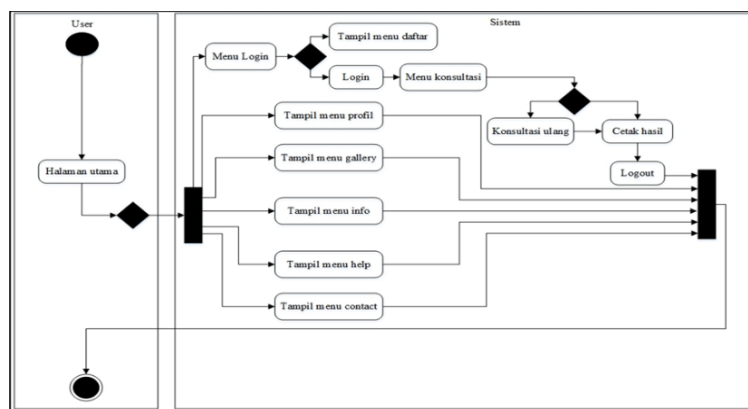 User
Sistem
Tampil menu daftar
Menu Login
Login
Menu konsultasi
Konsultasi ulang
Cetak hasil
Tampil menu profil
Tampil menu gallery
Halaman utama
Logout
Tampil menu info
Tampil menu help
Tampil menu contact